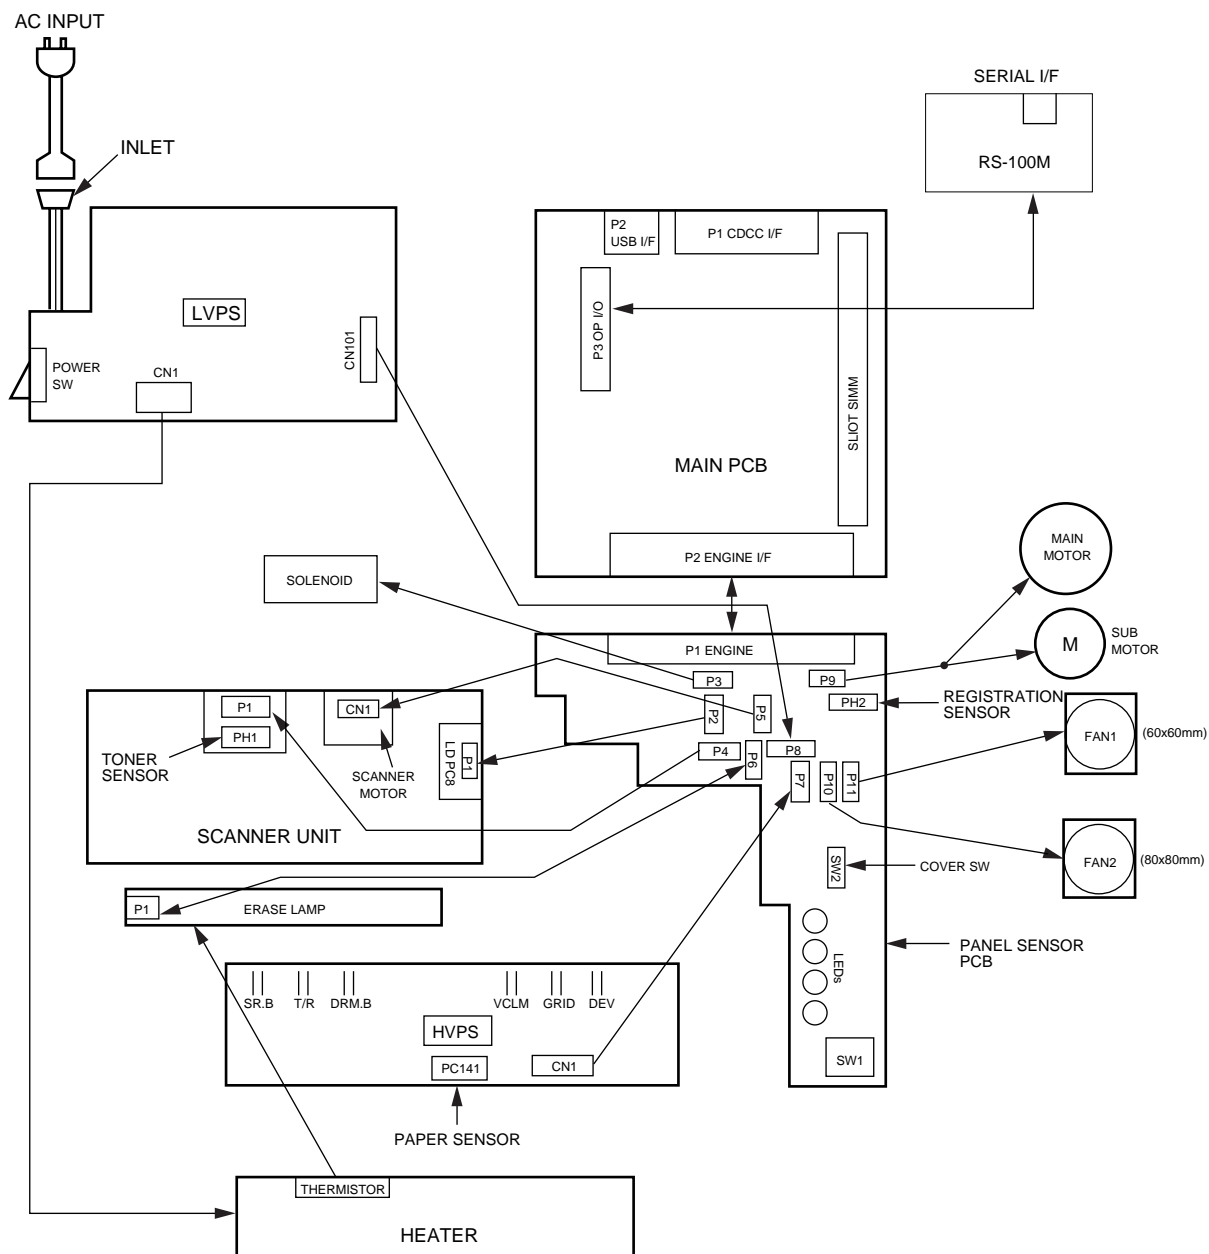 AC INPUT
INLET
SERIAL I/F
RS-100M
P2
USB I/F
P1 CDCC I/F
P3 OP I/O
SLIOT SIMM
LVPS
CN101
POWER
SW
CN1
MAIN PCB
P2 ENGINE I/F
MAIN
MOTOR
SOLENOID
P1 ENGINE
M
SUB
MOTOR
P3
P9
P2
P5
PH2
REGISTRATION
SENSOR
P1
CN1
PH1
TONER
SENSOR
SCANNER
MOTOR
LD PC8
P1
P4
P6
P8
P7
P10
P11
FAN1
(60x60mm)
SCANNER UNIT
SW2
COVER SW
FAN2
(80x80mm)
P1
ERASE LAMP
LEDs
PANEL SENSOR
PCB
SR.B
T/R
DRM.B
VCLM
GRID
DEV
HVPS
PC141
CN1
SW1
PAPER SENSOR
THERMISTOR
HEATER